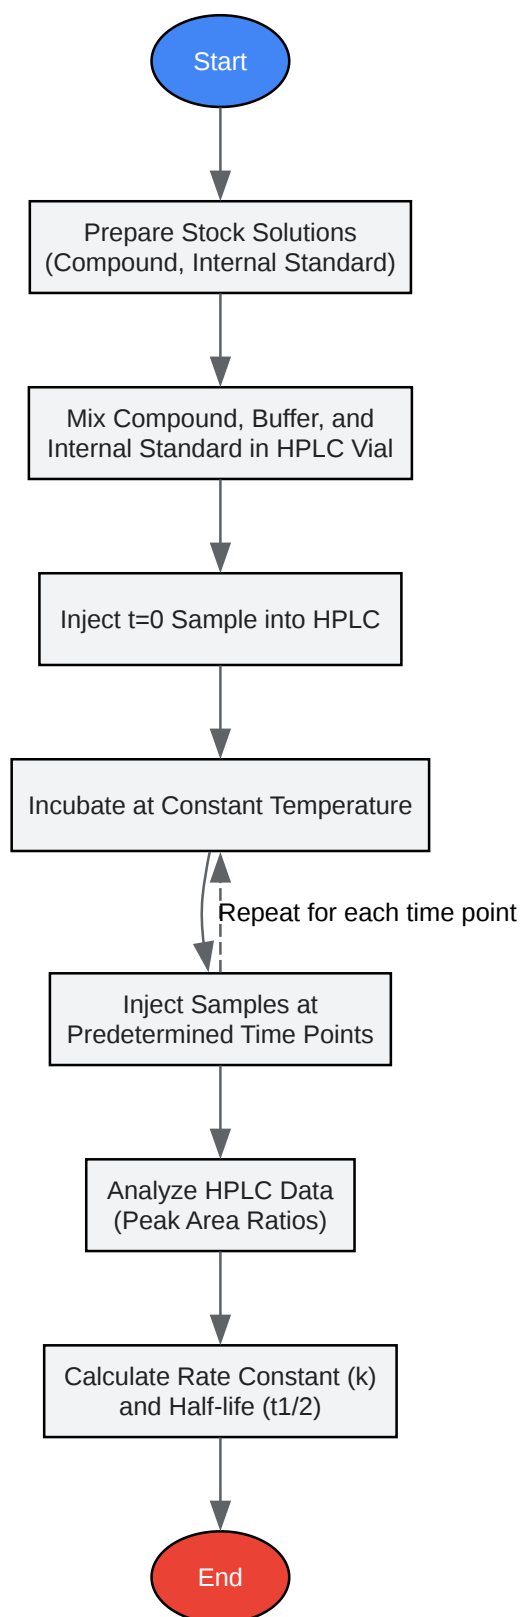 Start
Prepare Stock Solutions
(Compound, Internal Standard)
Mix Compound, Buffer, and
Internal Standard in HPLC Vial
Inject t=0 Sample into HPLC
Incubate at Constant Temperature
Repeat for each time point
Inject Samples at
Predetermined Time Points
Analyze HPLC Data
(Peak Area Ratios)
Calculate Rate Constant (k)
and Half-life (t1/2)
End